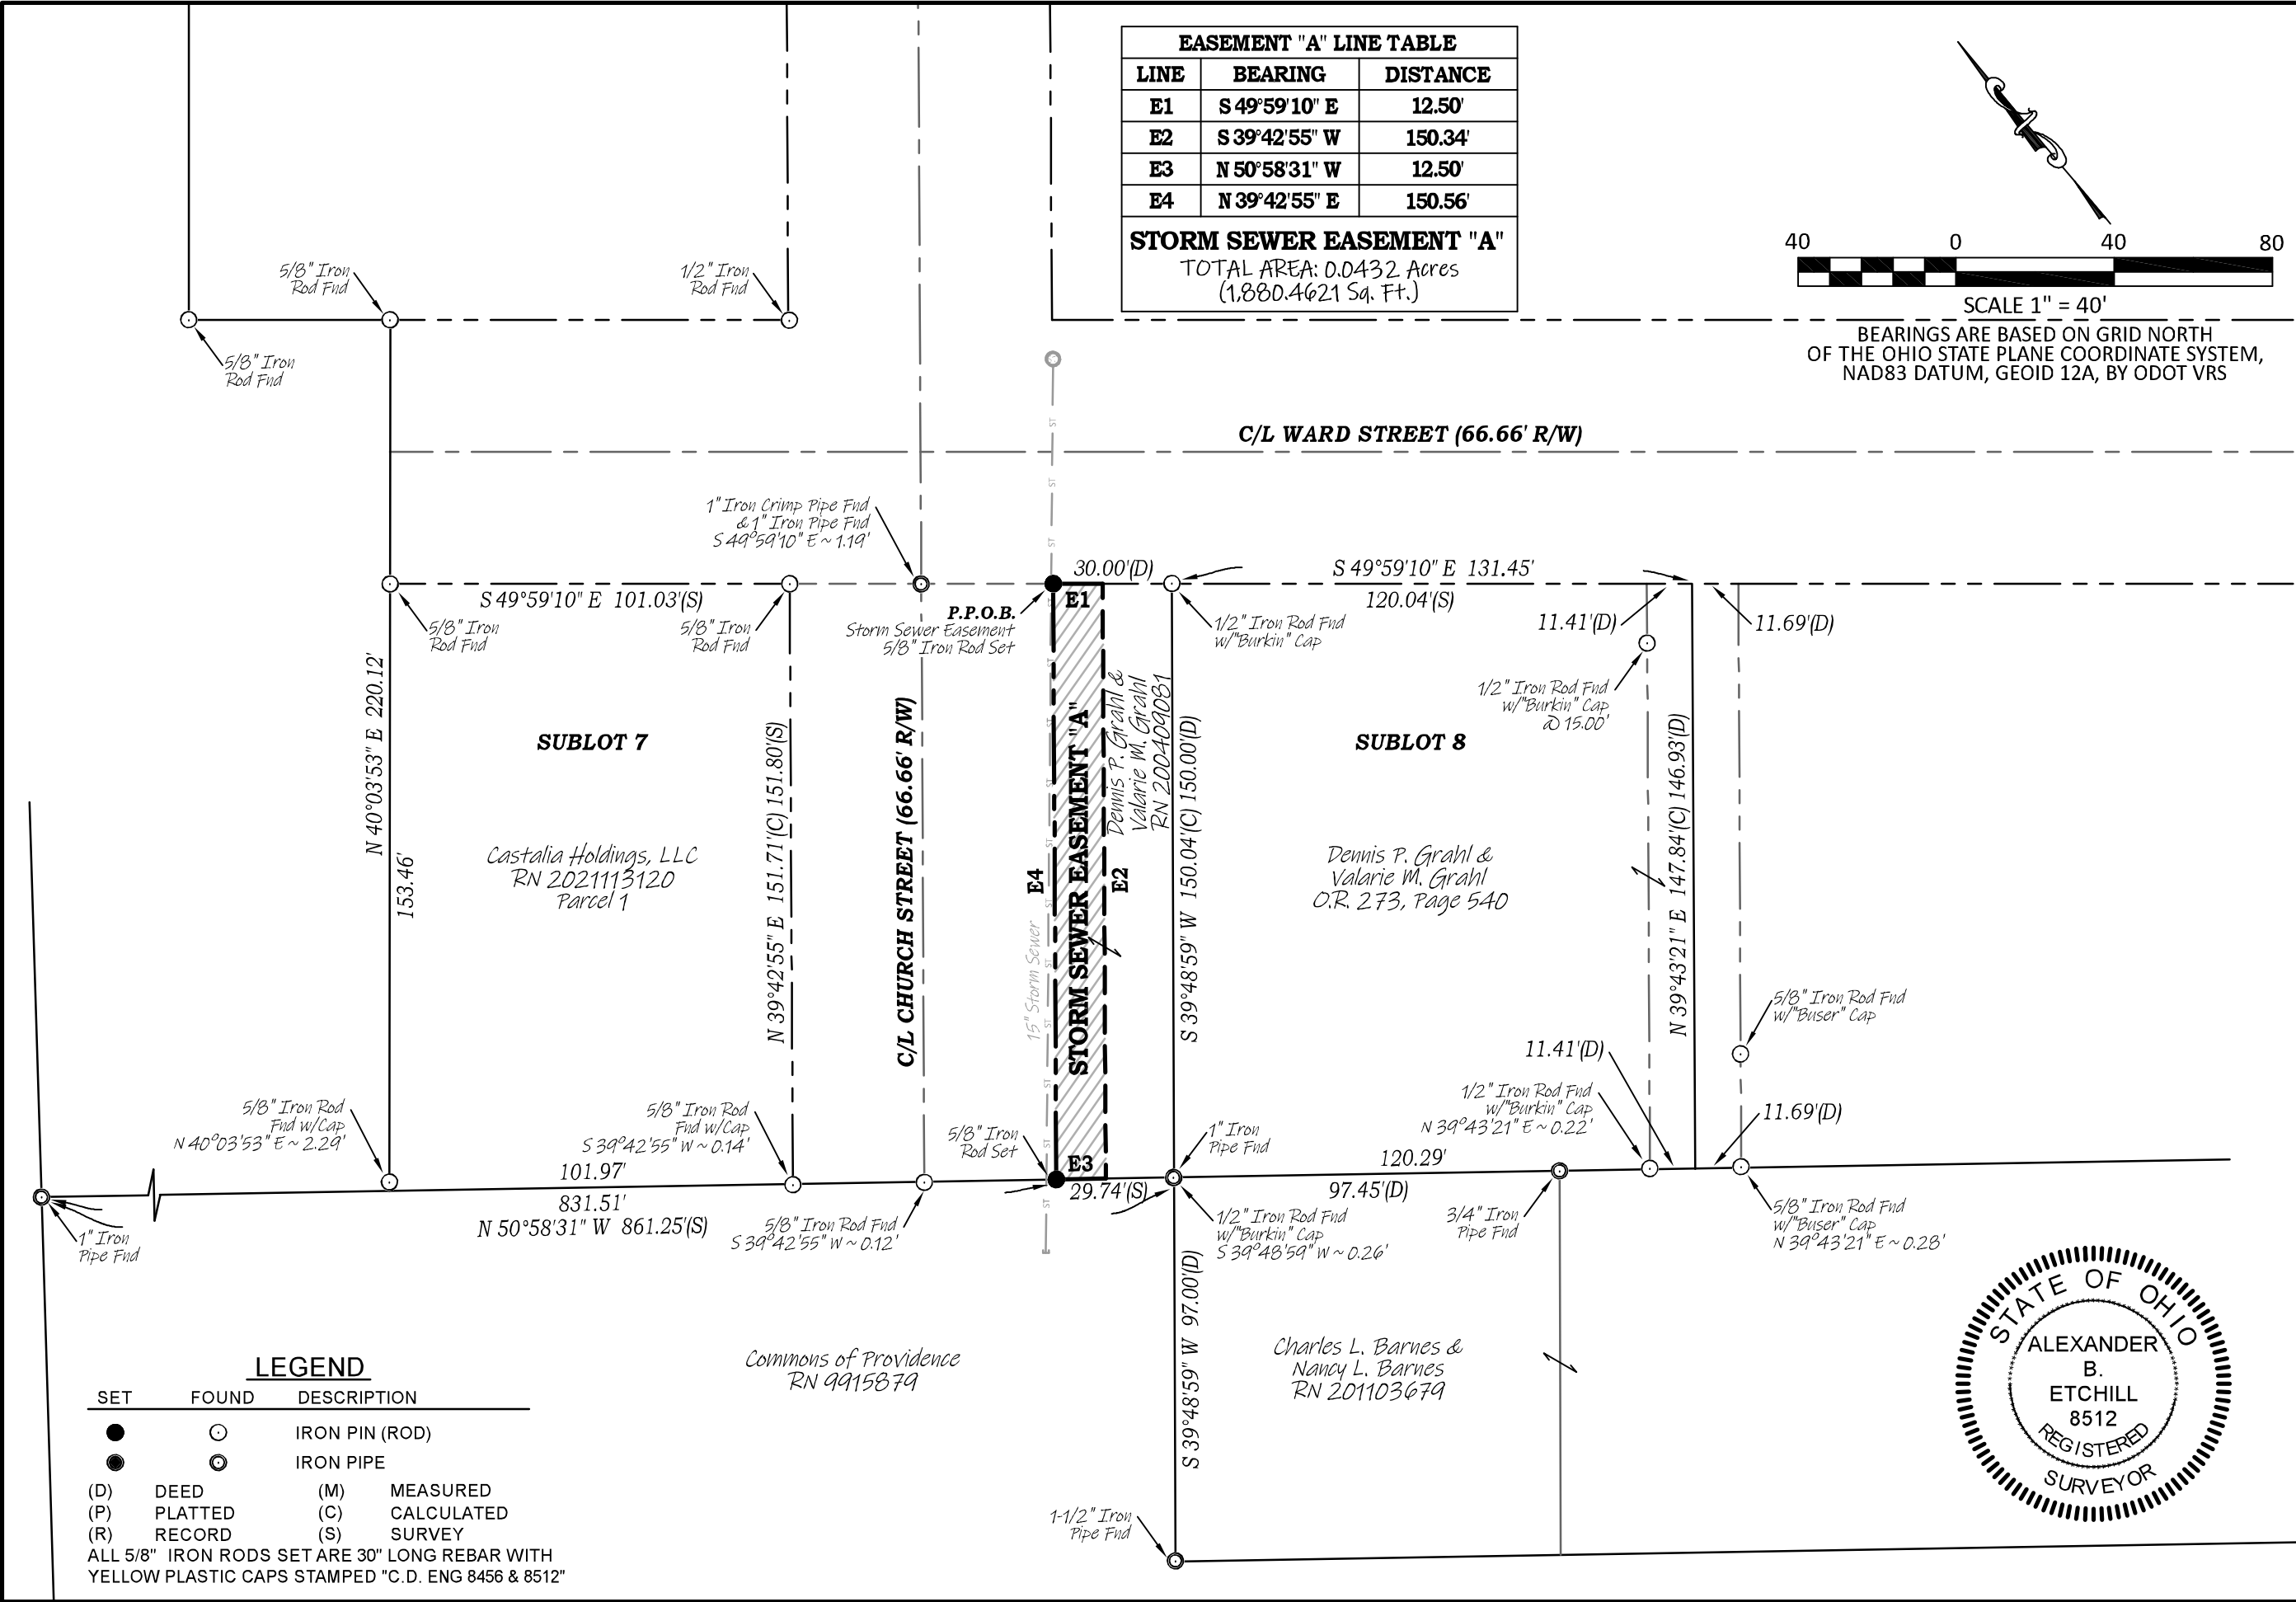 EASEMENT "A" LINE TABLE
LINE BEARING DISTANCE
E1 S 49°59'10" E 12.50'
E2 S 39°42'55" W 150.34'
E3 N 50°58'31" W 12.50'
E4 N 39°42'55" E 150.56'
STORM SEWER EASEMENT "A"
TOTAL AREA: 0.0432 Acres
(1,880.4621 Sq. Ft.)
40 0 40 80
SCALE 1" = 40'
BEARINGS ARE BASED ON GRID NORTH
OF THE OHIO STATE PLANE COORDINATE SYSTEM,
NAD83 DATUM, GEOID 12A, BY ODOT VRS
5/8" Iron
Rod Fnd
1/2" Iron
Rod Fnd
5/8" Iron
Rod Fnd
C/L WARD STREET (66.66' R/W)
ST
ST
ST
1" Iron Crimp Pipe Fnd
& 1" Iron Pipe Fnd
S 49°59'10" E ~ 1.19'
30.00'(D)
S 49°59'10" E 131.45'
S 49°59'10" E 101.03'(S)
120.04'(S)
P.P.O.B.
Storm Sewer Easement
5/8" Iron Rod Set
E1
5/8" Iron
Rod Fnd
5/8" Iron
Rod Fnd
1/2" Iron Rod Fnd
w/"Burkin" Cap
11.41'(D)
11.69'(D)
1/2" Iron Rod Fnd
w/"Burkin" Cap
@ 15.00'
N 40°03'53" E 220.12'
153.46'
SUBLOT 7
Castalia Holdings, LLC
RN 2021113120
Parcel 1
N 39°42'55" E 151.71'(C) 151.80'(S)
C/L CHURCH STREET (66.66' R/W)
15" Storm Sewer
ST
ST
ST
ST
ST
ST
ST
ST
ST
E4
STORM SEWER EASEMENT "A"
E2
Dennis P. Grahl &
Valarie M. Grahl
RN 200409081
S 39°48'59" W 150.04'(C) 150.00'(D)
SUBLOT 8
Dennis P. Grahl &
Valarie M. Grahl
O.R. 273, Page 540
N 39°43'21" E 147.84'(C) 146.93'(D)
5/8" Iron Rod Fnd
w/"Buser" Cap
11.41'(D)
11.69'(D)
5/8" Iron Rod
Fnd w/Cap
N 40°03'53" E ~ 2.29'
5/8" Iron Rod
Fnd w/Cap
S 39°42'55" W ~ 0.14'
5/8" Iron
Rod Set
E3
1" Iron
Pipe Fnd
1/2" Iron Rod Fnd
w/"Burkin" Cap
N 39°43'21" E ~ 0.22'
101.97'
831.51'
N 50°58'31" W 861.25'(S)
29.74'(S)
120.29'
97.45'(D)
1" Iron
Pipe Fnd
5/8" Iron Rod Fnd
S 39°42'55" W ~ 0.12'
1/2" Iron Rod Fnd
w/"Burkin" Cap
S 39°48'59" W ~ 0.26'
3/4" Iron
Pipe Fnd
5/8" Iron Rod Fnd
w/"Buser" Cap
N 39°43'21" E ~ 0.28'
S 39°48'59" W 97.00'(D)
Commons of Providence
RN 9915879
Charles L. Barnes &
Nancy L. Barnes
RN 201103679
1-1/2" Iron
Pipe Fnd
LEGEND
SET FOUND DESCRIPTION
IRON PIN (ROD)
IRON PIPE
(D) DEED (M) MEASURED
(P) PLATTED (C) CALCULATED
(R) RECORD (S) SURVEY
ALL 5/8" IRON RODS SET ARE 30" LONG REBAR WITH
YELLOW PLASTIC CAPS STAMPED "C.D. ENG 8456 & 8512"
STATE OF OHIO
ALEXANDER
B.
ETCHILL
8512
REGISTERED
SURVEYOR